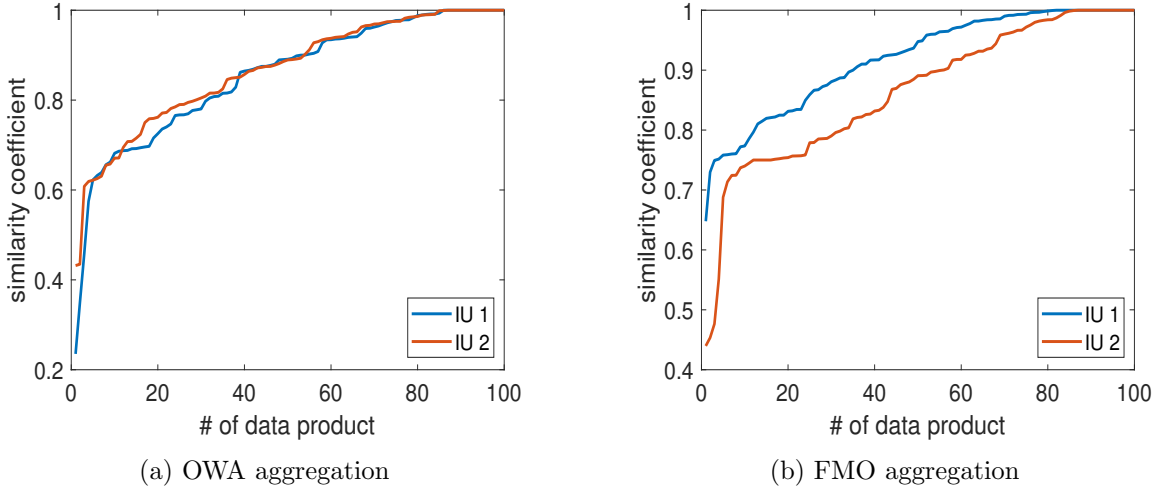 1
0.8
0.6
0.4
0.2
similarity coefficient
0 20 40 60 80 100
# of data product
IU 1
IU 2
(a) OWA aggregation
1
0.9
0.8
0.7
0.6
0.5
0.4
similarity coefficient
0 20 40 60 80 100
# of data product
IU 1
IU 2
(b) FMO aggregation